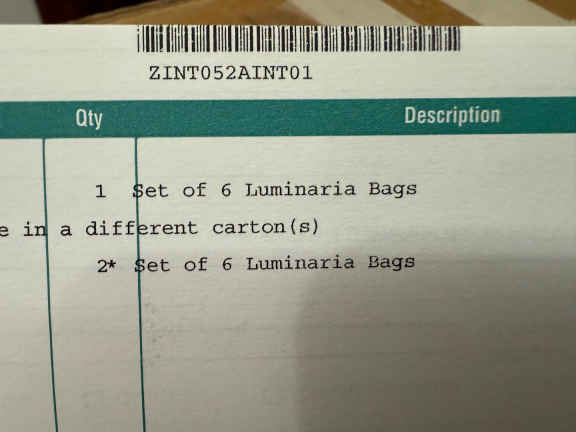 ZINT052AINT01
Qty Description
1 Set of 6 Luminaria Bags
e in a different carton(s)
2* Set of 6 Luminaria Bags